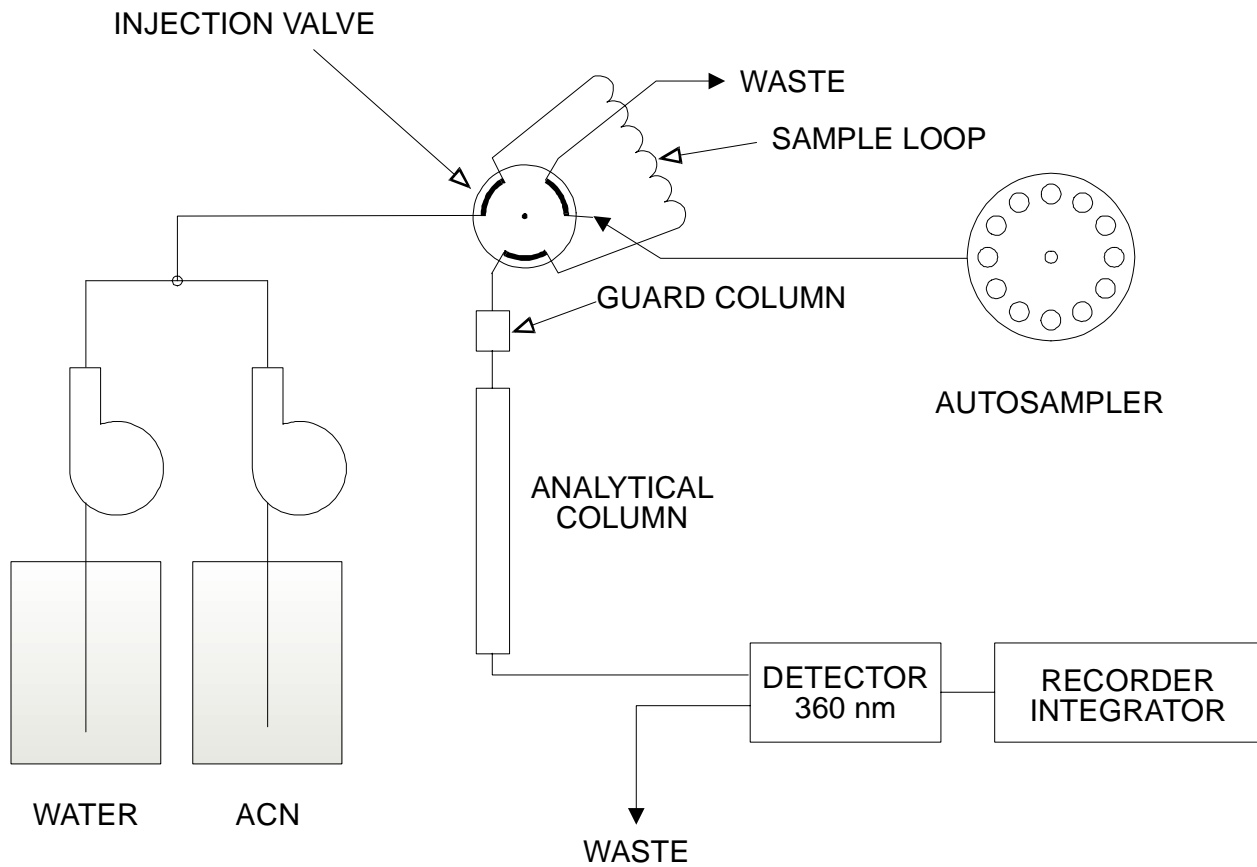 INJECTION VALVE
WASTE
SAMPLE LOOP
GUARD COLUMN
AUTOSAMPLER
ANALYTICAL
COLUMN
DETECTOR
360 nm
RECORDER
INTEGRATOR
WATER
ACN
WASTE